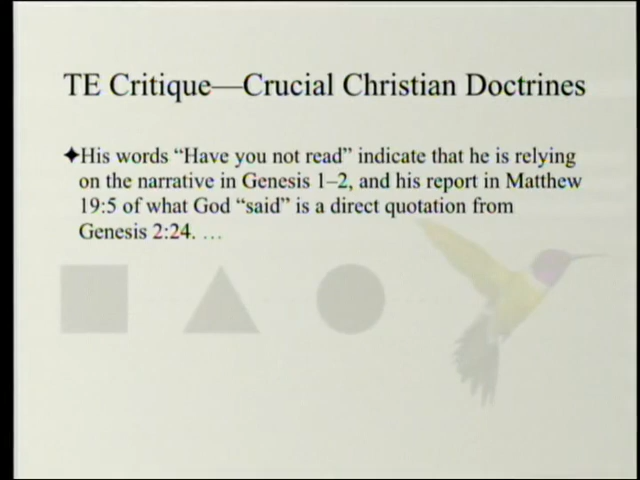 TE Critique—Crucial Christian Doctrines
✦His words “Have you not read” indicate that he is relying
on the narrative in Genesis 1–2, and his report in Matthew
19:5 of what God “said” is a direct quotation from
Genesis 2:24. …